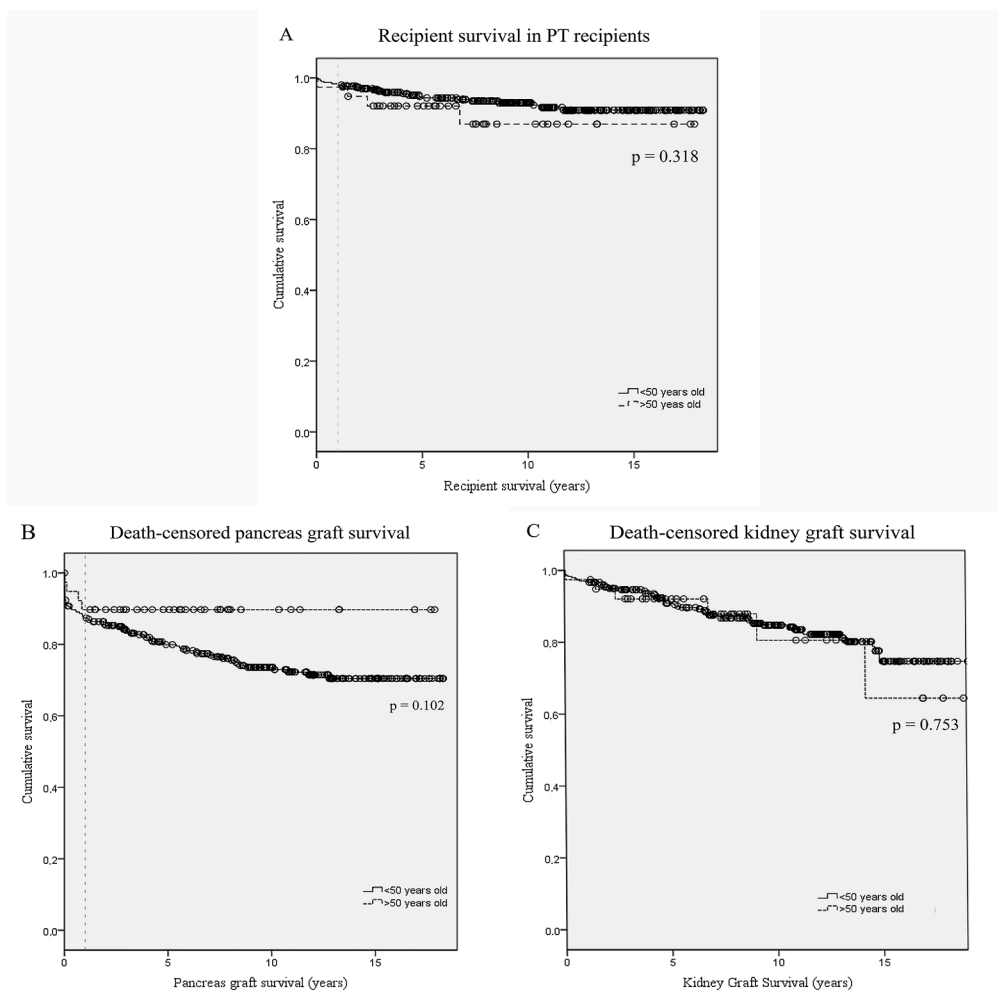 A
Recipient survival in PT recipients
Cumulative survival
1.0
0.8
0.6
0,4
0,2
0.0
p = 0.318
<50 years old
>50 yeas old
0
5
10
15
Recipient survival (years)
B
Death-censored pancreas graft survival
Cumulative survival
1.0
0.8
0,6
0.4
0,2
0.0
p = 0.102
<50 years old
>50 years old
0
5
10
15
Pancreas graft survival (years)
C
Death-censored kidney graft survival
Cumulative survival
1,0
0.8
0.6
0.4
0.2
0.0
p = 0.753
<50 years old
>50 years old
0
5
10
15
Kidney Graft Survival (years)